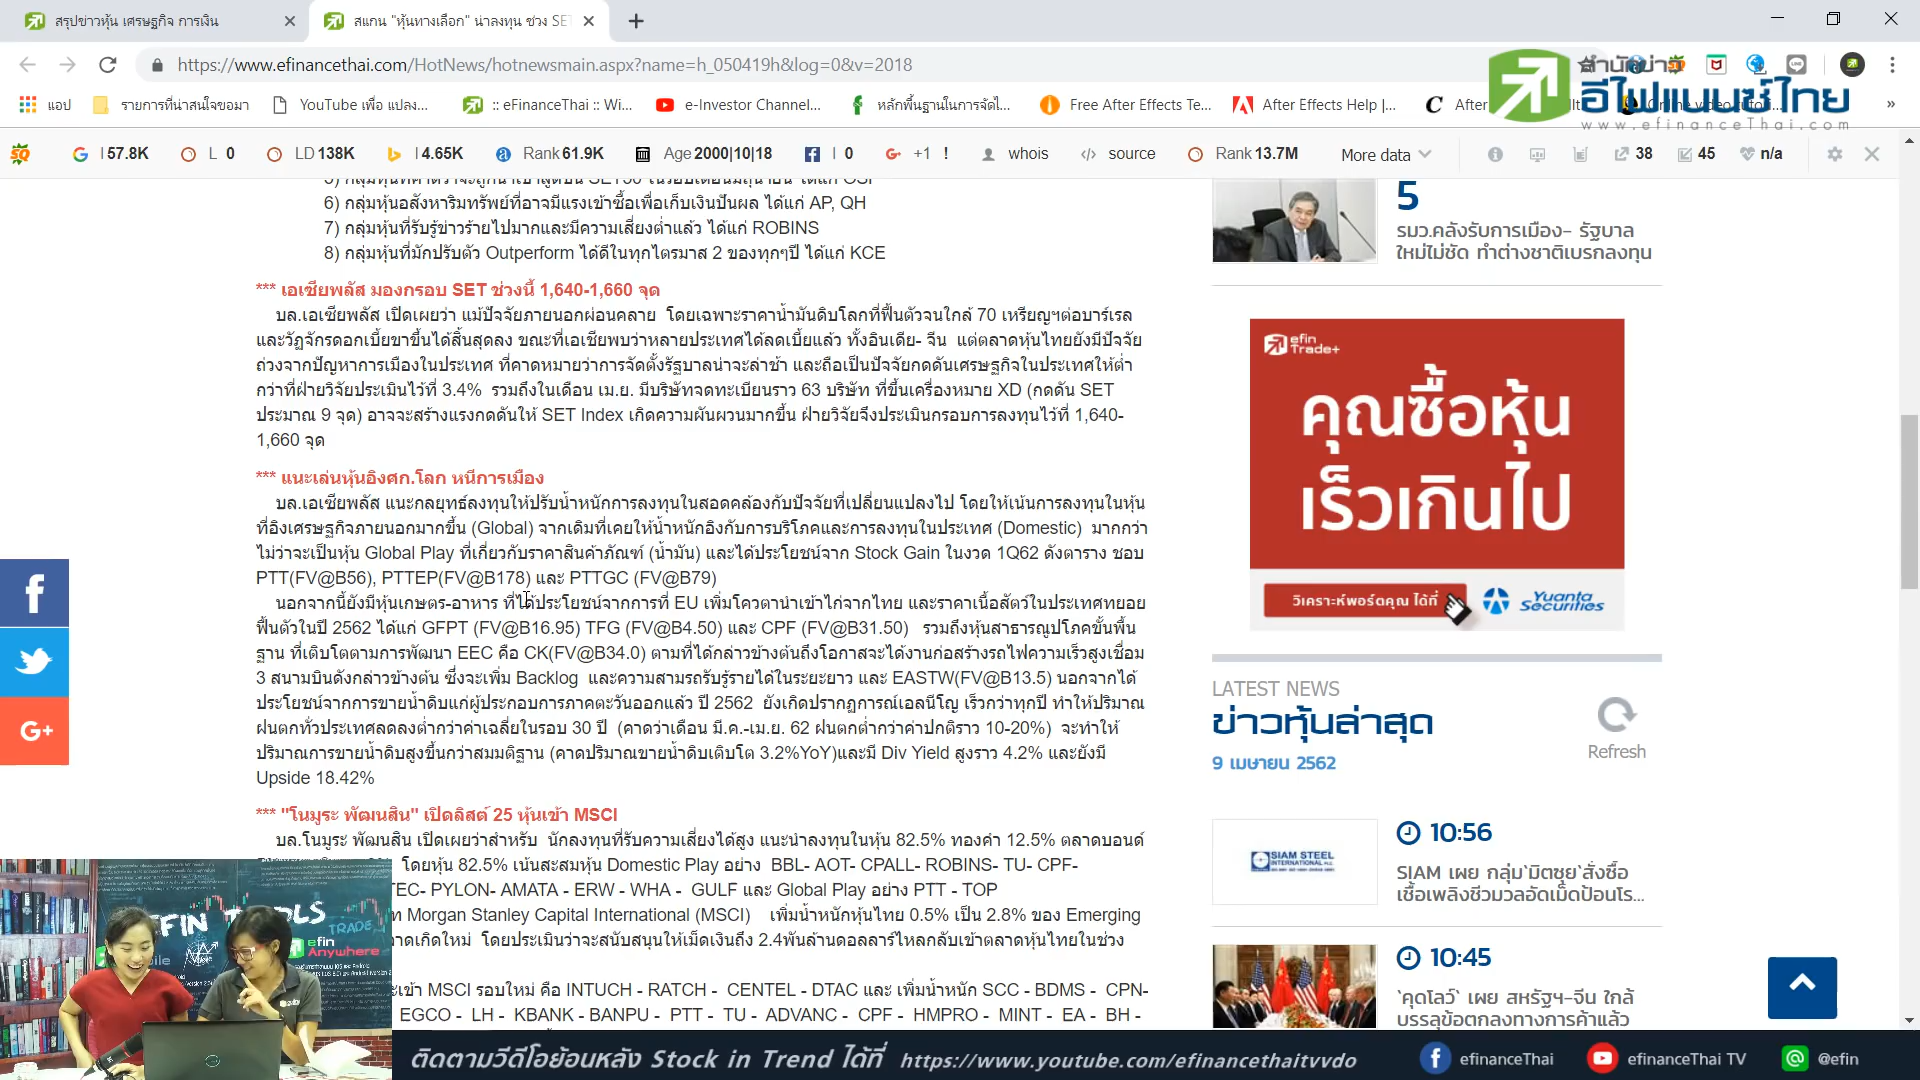 สรุปข่าวหุ้น เศรษฐกิจ การเงิน
สแกน "หุ้นทางเลือก" น่าลงทุน ช่วง SET
https://www.efinancethai.com/HotNews/hotnewsmain.aspx?name=h_050419h&log=0&v=2018
แอป
รายการที่น่าสนใจขอมา
YouTube เพื่อ แปลง...
:: eFinanceThai :: Wi...
e-Investor Channel...
หลักพื้นฐานในการจัดไ...
Free After Effects Te...
After Effects Help |...
After
สำนักข่าว
อีไฟแนนซ์ไทย
www.efinanceThai.com
I 57.8K
L 0
LD 138K
I 4.65K
Rank 61.9K
Age 2000|10|18
I 0
+1 !
whois
source
Rank 13.7M
More data
38
45
n/a
5) กลุ่มหุ้นที่คาดว่าจะถูกนำเข้าสู่ดัชนี SET50 ในรอบเดือนมิถุนายน ได้แก่ OSP
6) กลุ่มหุ้นอสังหาริมทรัพย์ที่อาจมีแรงเข้าซื้อเพื่อเก็บเงินปันผล ได้แก่ AP, QH
7) กลุ่มหุ้นที่รับรู้ข่าวร้ายไปมากและมีความเสี่ยงต่ำแล้ว ได้แก่ ROBINS
8) กลุ่มหุ้นที่มักปรับตัว Outperform ได้ดีในทุกไตรมาส 2 ของทุกๆปี ได้แก่ KCE
*** เอเซียพลัส มองกรอบ SET ช่วงนี้ 1,640-1,660 จุด
บล.เอเซียพลัส เปิดเผยว่า แม้ปัจจัยภายนอกผ่อนคลาย โดยเฉพาะราคาน้ำมันดิบโลกที่ฟื้นตัวจนใกล้ 70 เหรียญฯต่อบาร์เรล
และวัฏจักรดอกเบี้ยขาขึ้นได้สิ้นสุดลง ขณะที่เอเชียพบว่าหลายประเทศได้ลดเบี้ยแล้ว ทั้งอินเดีย- จีน แต่ตลาดหุ้นไทยยังมีปัจจัย
ถ่วงจากปัญหาการเมืองในประเทศ ที่คาดหมายว่าการจัดตั้งรัฐบาลน่าจะล่าช้า และถือเป็นปัจจัยกดดันเศรษฐกิจในประเทศให้ต่ำ
กว่าที่ฝ่ายวิจัยประเมินไว้ที่ 3.4% รวมถึงในเดือน เม.ย. มีบริษัทจดทะเบียนราว 63 บริษัท ที่ขึ้นเครื่องหมาย XD (กดดัน SET
ประมาณ 9 จุด) อาจจะสร้างแรงกดดันให้ SET Index เกิดความผันผวนมากขึ้น ฝ่ายวิจัยจึงประเมินกรอบการลงทุนไว้ที่ 1,640-
1,660 จุด
*** แนะเล่นหุ้นอิงศก.โลก หนีการเมือง
บล.เอเซียพลัส แนะกลยุทธ์ลงทุนให้ปรับน้ำหนักการลงทุนในสอดคล้องกับปัจจัยที่เปลี่ยนแปลงไป โดยให้เน้นการลงทุนในหุ้น
ที่อิงเศรษฐกิจภายนอกมากขึ้น (Global) จากเดิมที่เคยให้น้ำหนักอิงกับการบริโภคและการลงทุนในประเทศ (Domestic) มากกว่า
ไม่ว่าจะเป็นหุ้น Global Play ที่เกี่ยวกับราคาสินค้าภัณฑ์ (น้ำมัน) และได้ประโยชน์จาก Stock Gain ในงวด 1Q62 ดังตาราง ชอบ
PTT(FV@B56), PTTEP(FV@B178) และ PTTGC (FV@B79)
นอกจากนี้ยังมีหุ้นเกษตร-อาหาร ที่ได้ประโยชน์จากการที่ EU เพิ่มโควตานำเข้าไก่จากไทย และราคาเนื้อสัตว์ในประเทศทยอย
ฟื้นตัวในปี 2562 ได้แก่ GFPT (FV@B16.95) TFG (FV@B4.50) และ CPF (FV@B31.50) รวมถึงหุ้นสาธารณูปโภคขั้นพื้น
ฐาน ที่เติบโตตามการพัฒนา EEC คือ CK(FV@B34.0) ตามที่ได้กล่าวข้างต้นถึงโอกาสจะได้งานก่อสร้างรถไฟความเร็วสูงเชื่อม
3 สนามบินดังกล่าวข้างต้น ซึ่งจะเพิ่ม Backlog และความสามรถรับรู้รายได้ในระยะยาว และ EASTW(FV@B13.5) นอกจากได้
ประโยชน์จากการขายน้ำดิบแก่ผู้ประกอบการภาคตะวันออกแล้ว ปี 2562 ยังเกิดปรากฏการณ์เอลนีโญ เร็วกว่าทุกปี ทำให้ปริมาณ
ฝนตกทั่วประเทศลดลงต่ำกว่าค่าเฉลี่ยในรอบ 30 ปี (คาดว่าเดือน มี.ค.-เม.ย. 62 ฝนตกต่ำกว่าค่าปกติราว 10-20%) จะทำให้
ปริมาณการขายน้ำดิบสูงขึ้นกว่าสมมติฐาน (คาดปริมาณขายน้ำดิบเติบโต 3.2%YoY)และมี Div Yield สูงราว 4.2% และยังมี
Upside 18.42%
*** "โนมูระ พัฒนสิน" เปิดลิสต์ 25 หุ้นเข้า MSCI
บล.โนมูระ พัฒนสิน เปิดเผยว่าสำหรับ นักลงทุนที่รับความเสี่ยงได้สูง แนะนำลงทุนในหุ้น 82.5% ทองคำ 12.5% ตลาดบอนด์
โดยหุ้น 82.5% เน้นสะสมหุ้น Domestic Play อย่าง BBL- AOT- CPALL- ROBINS- TU- CPF-
TEC- PYLON- AMATA - ERW - WHA - GULF และ Global Play อย่าง PTT - TOP
Morgan Stanley Capital International (MSCI) เพิ่มน้ำหนักหุ้นไทย 0.5% เป็น 2.8% ของ Emerging
าดเกิดใหม่ โดยประเมินว่าจะสนับสนุนให้เม็ดเงินถึง 2.4พันล้านดอลลาร์ไหลกลับเข้าตลาดหุ้นไทยในช่วง
ะเข้า MSCI รอบใหม่ คือ INTUCH - RATCH - CENTEL - DTAC และ เพิ่มน้ำหนัก SCC - BDMS - CPN-
EGCO - LH - KBANK - BANPU - PTT - TU - ADVANC - CPF - HMPRO - MINT - EA - BH -
5
รมว.คลังรับการเมือง- รัฐบาล
ใหม่ไม่ชัด ทำต่างชาติเบรกลงทุน
efin
Trade+
คุณซื้อหุ้น
เร็วเกินไป
วิเคราะห์พอร์ตคุณ ได้ที่
Yuanta
Securities
LATEST NEWS
ข่าวหุ้นล่าสุด
9 เมษายน 2562
Refresh
SIAM STEEL
INTERNATIONAL PLC
10:56
SIAM เผย กลุ่ม`มิตซุย`สั่งซื้อ
เชื้อเพลิงชีวมวลอัดเม็ดป้อนโร...
10:45
`คุดโลว์` เผย สหรัฐฯ-จีน ใกล้
บรรลุข้อตกลงทางการค้าแล้ว
EFIN
TRADE+
efin
Anywhere
ติดตามวีดีโอย้อนหลัง Stock in Trend ได้ที่ https://www.youtube.com/efinancethaitvvdo
efinanceThai
efinanceThai TV
@efin